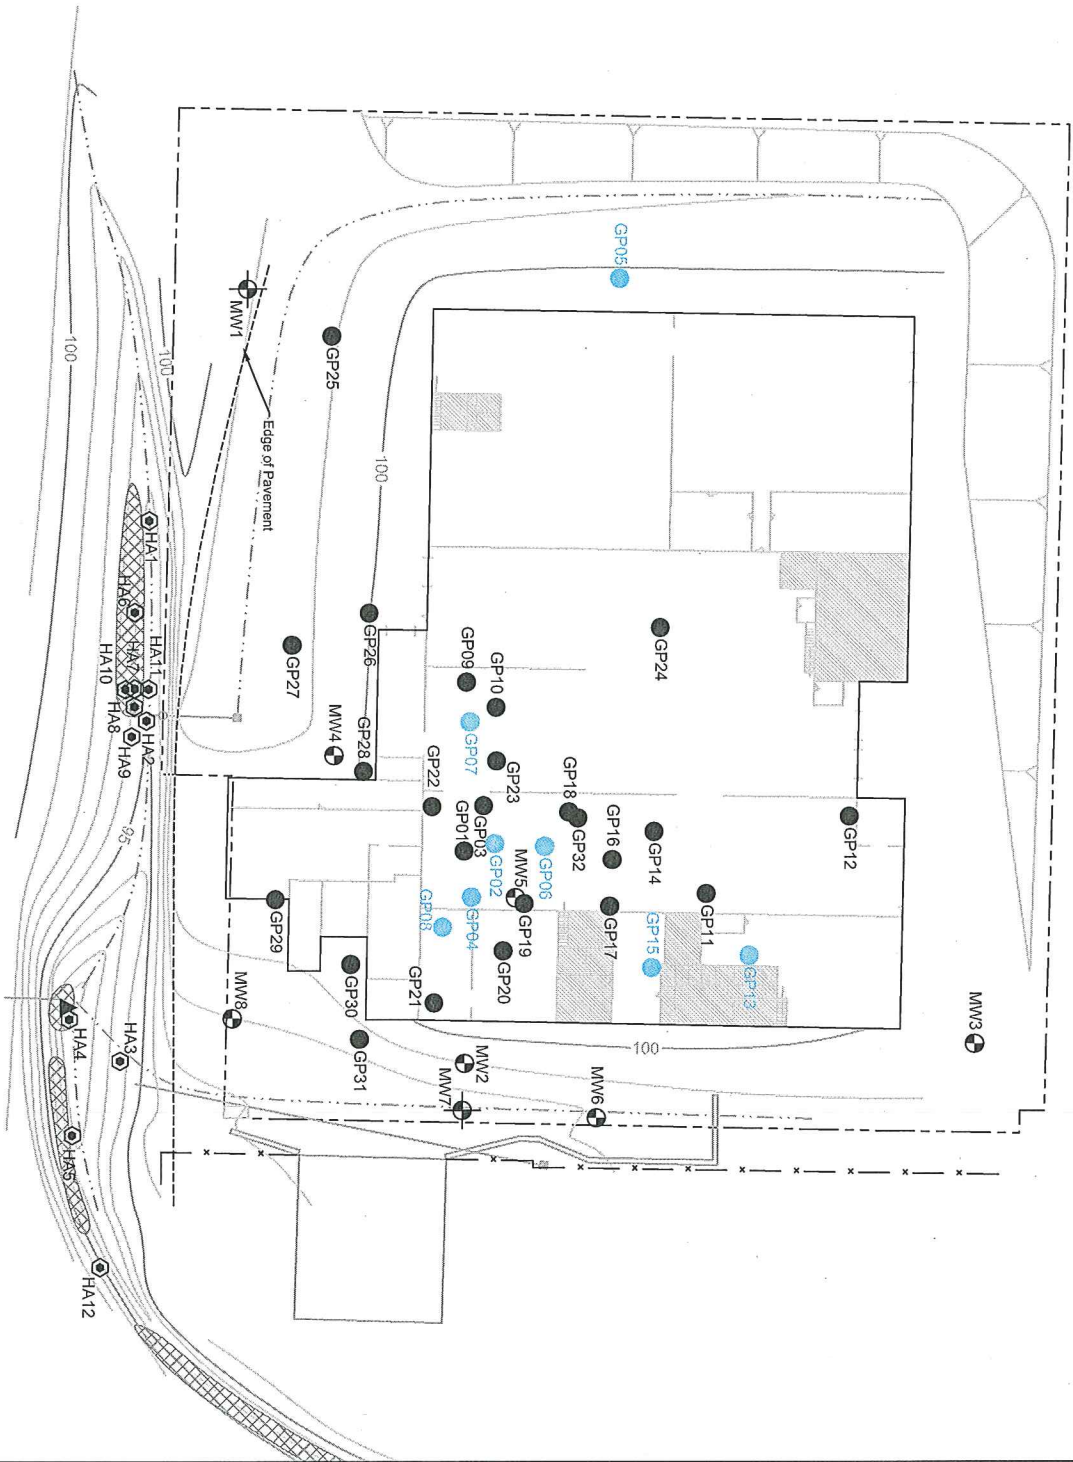 GP05
MW1
GP25
Edge of Pavement
100
100
100
HA1
HA6
HA11
HA7
HA10
HA8
HA2
HA9
GP26
GP27
GP09
GP10
GP24
GP07
MW4
GP28
GP23
GP22
GP18
GP03
GP01
GP32
GP16
GP14
GP12
GP02
GP06
MW5
GP04
GP19
GP17
GP11
95
GP08
GP29
GP20
GP15
GP13
GP30
GP21
MW8
MW3
HA4
HA3
GP31
MW2
100
MW7
MW6
HA5
HA12